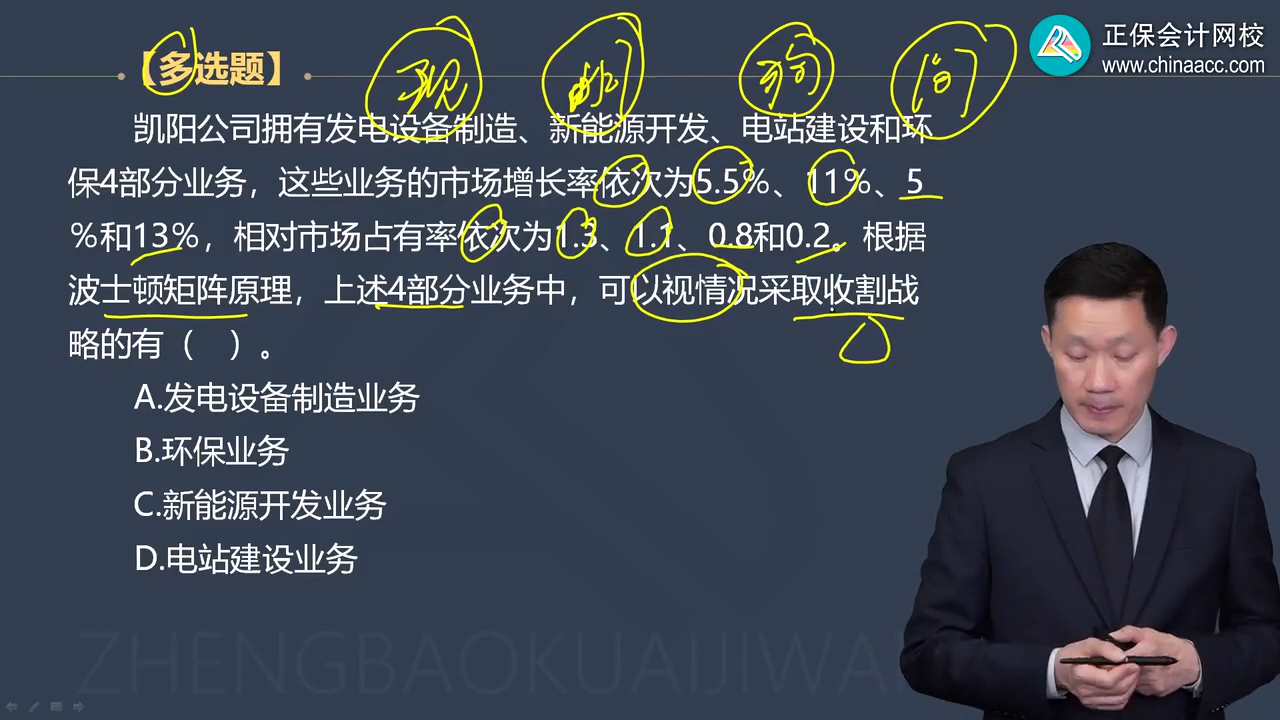 正保会计网校
www.chinaacc.com
【多选题】
现
明
狗
问
凯阳公司拥有发电设备制造、新能源开发、电站建设和环
保4部分业务，这些业务的市场增长率依次为5.5%、11%、5
%和13%，相对市场占有率依次为1.3、1.1、0.8和0.2。根据
波士顿矩阵原理，上述4部分业务中，可以视情况采取收割战
略的有（　）。
A.发电设备制造业务
B.环保业务
C.新能源开发业务
D.电站建设业务
ZHENGBAOKUAIJIWAN